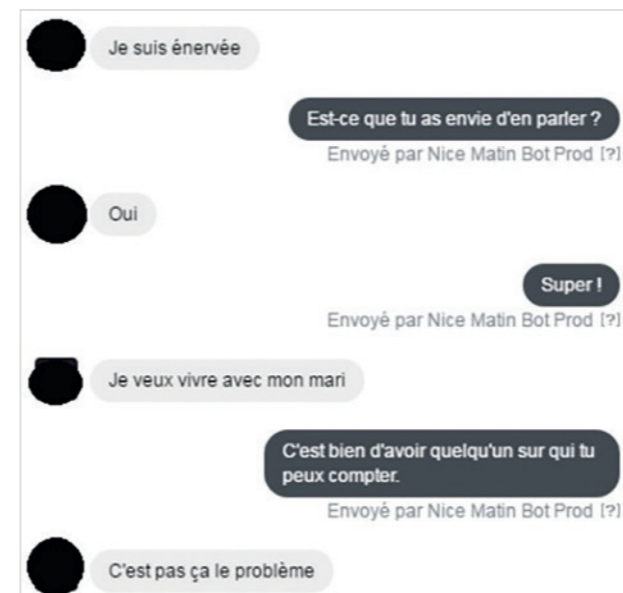 Je suis énervée
Est-ce que tu as envie d'en parler ?
Envoyé par Nice Matin Bot Prod [?]
Oui
Super !
Envoyé par Nice Matin Bot Prod [?]
Je veux vivre avec mon mari
C'est bien d'avoir quelqu'un sur qui tu
peux compter.
Envoyé par Nice Matin Bot Prod [?]
C'est pas ça le problème